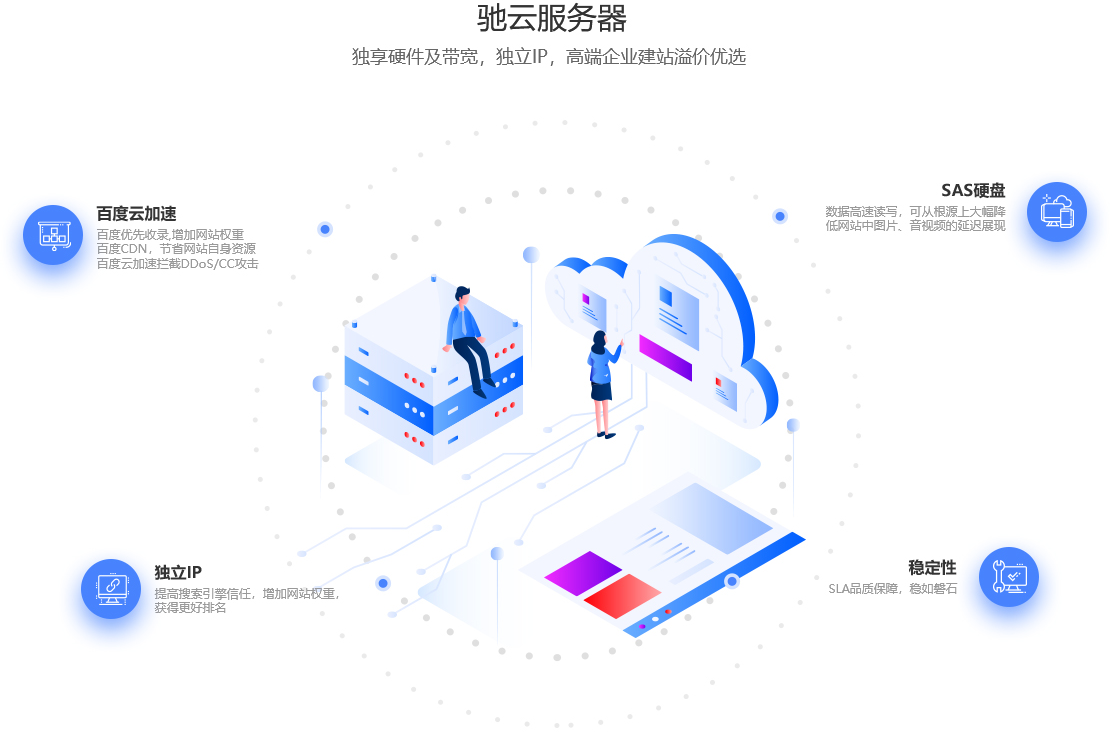 驰云服务器
独享硬件及带宽，独立IP，高端企业建站溢价优选
百度云加速
百度优先收录,增加网站权重
百度CDN，节省网站自身资源
百度云加速拦截DDoS/CC攻击
SAS硬盘
数据高速读写，可从根源上大幅降
低网站中图片、音视频的延迟展现
独立IP
提高搜索引擎信任，增加网站权重，
获得更好排名
稳定性
SLA品质保障，稳如磐石